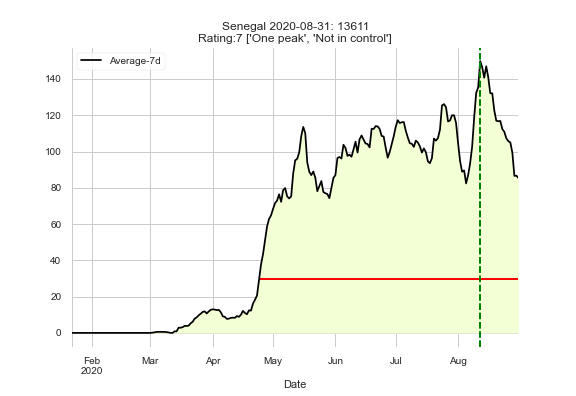 Senegal 2020-08-31: 13611
Rating:7 ['One peak', 'Not in control']
Average-7d
140
120
100
80
60
40
20
0
Feb Mar Apr May Jun Jul Aug
2020
Date